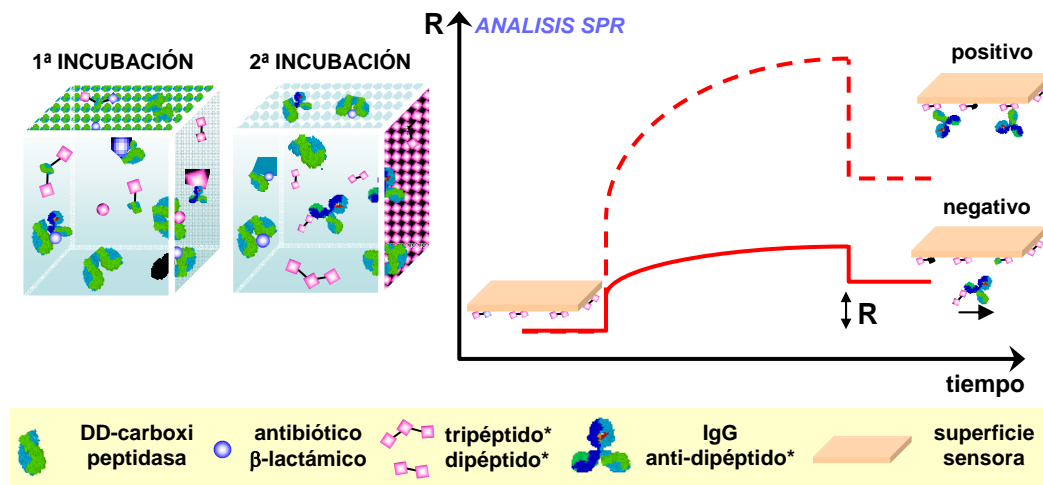 1ª INCUBACIÓN
2ª INCUBACIÓN
R
ANALISIS SPR
positivo
negativo
R
tiempo
DD-carboxi
peptidasa
antibiótico
β-lactámico
tripéptido*
dipéptido*
IgG
anti-dipéptido*
superficie
sensora